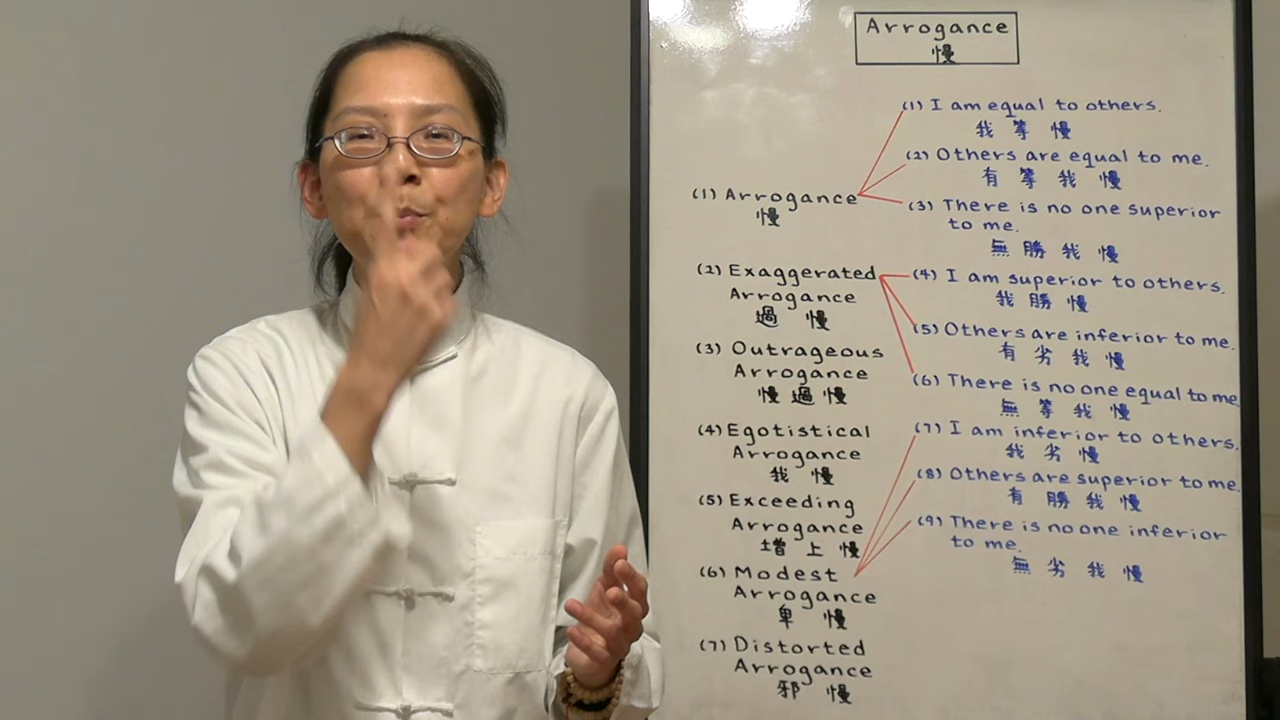 Arrogance
慢
(1) Arrogance
慢
(2) Exaggerated
Arrogance
過慢
(3) Outrageous
Arrogance
慢過慢
(4) Egotistical
Arrogance
我慢
(5) Exceeding
Arrogance
增上慢
(6) Modest
Arrogance
卑慢
(7) Distorted
Arrogance
邪慢
(1) I am equal to others.
我等慢
(2) Others are equal to me.
有等我慢
(3) There is no one superior
to me.
無勝我慢
(4) I am superior to others.
我勝慢
(5) Others are inferior to me.
有劣我慢
(6) There is no one equal to me.
無等我慢
(7) I am inferior to others.
我劣慢
(8) Others are superior to me.
有勝我慢
(9) There is no one inferior
to me.
無劣我慢